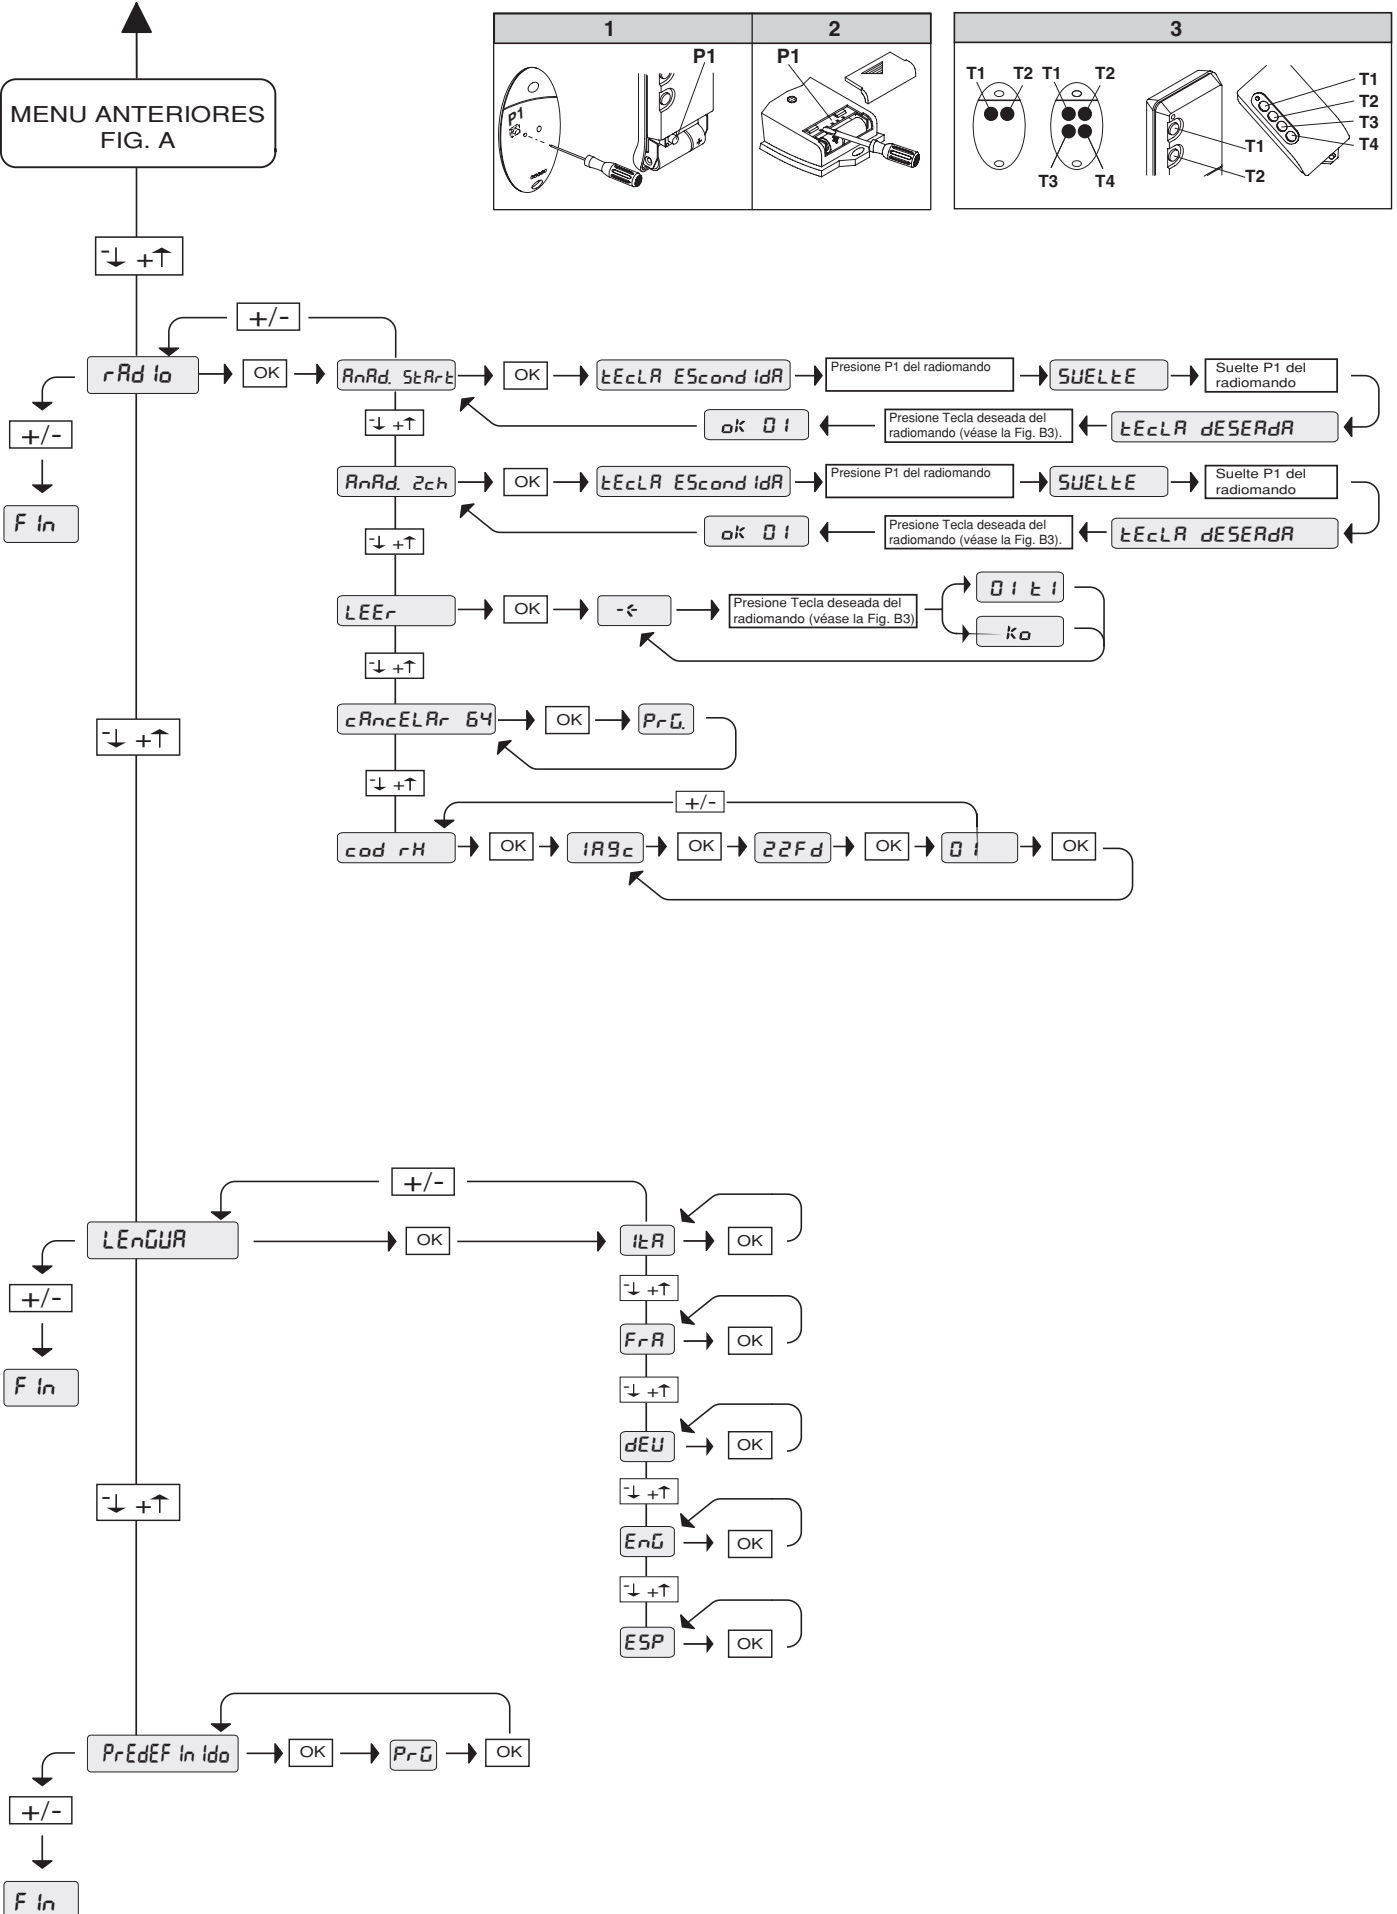 MENU ANTERIORES
FIG. A
1
2
3
P1
P1
P1
T1
T2
T1
T2
T3
T4
T1
T2
T1
T2
T3
T4
-↓ +↑
+/-
rAdIo
OK
AnAd. StArt
OK
tEcLA EScondIdA
Presione P1 del radiomando
SUELtE
Suelte P1 del
radiomando
+/-
FIn
-↓ +↑
oK 01
Presione Tecla deseada del
radiomando (véase la Fig. B3).
tEcLA dESEAdA
AnAd. 2ch
OK
tEcLA EScondIdA
Presione P1 del radiomando
SUELtE
Suelte P1 del
radiomando
-↓ +↑
oK 01
Presione Tecla deseada del
radiomando (véase la Fig. B3).
tEcLA dESEAdA
LEEr
OK
Presione Tecla deseada del
radiomando (véase la Fig. B3)
01 t1
Ko
-↓ +↑
cAncELAr 64
OK
PrG.
-↓ +↑
-↓ +↑
+/-
cod rH
OK
1A9c
OK
22Fd
OK
01
OK
+/-
LEnGUA
OK
ItA
OK
+/-
FIn
-↓ +↑
FrA
OK
-↓ +↑
dEU
OK
-↓ +↑
-↓ +↑
EnG
OK
-↓ +↑
ESP
OK
PrEdEFInIdo
OK
PrG
OK
+/-
FIn